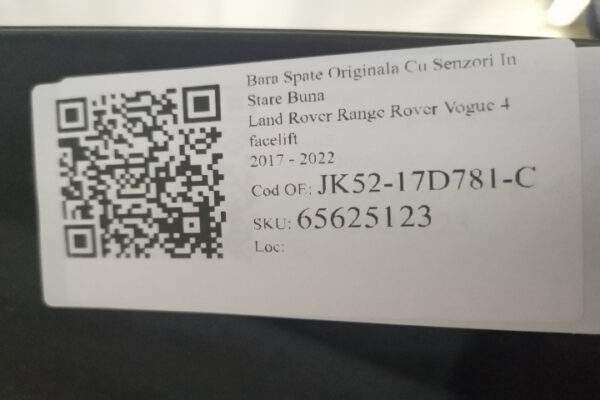 Bara Spate Originala Cu Senzori In
Stare Buna
Land Rover Range Rover Vogue 4
facelift
2017 - 2022
Cod OE: JK52-17D781-C
SKU: 65625123
Loc: